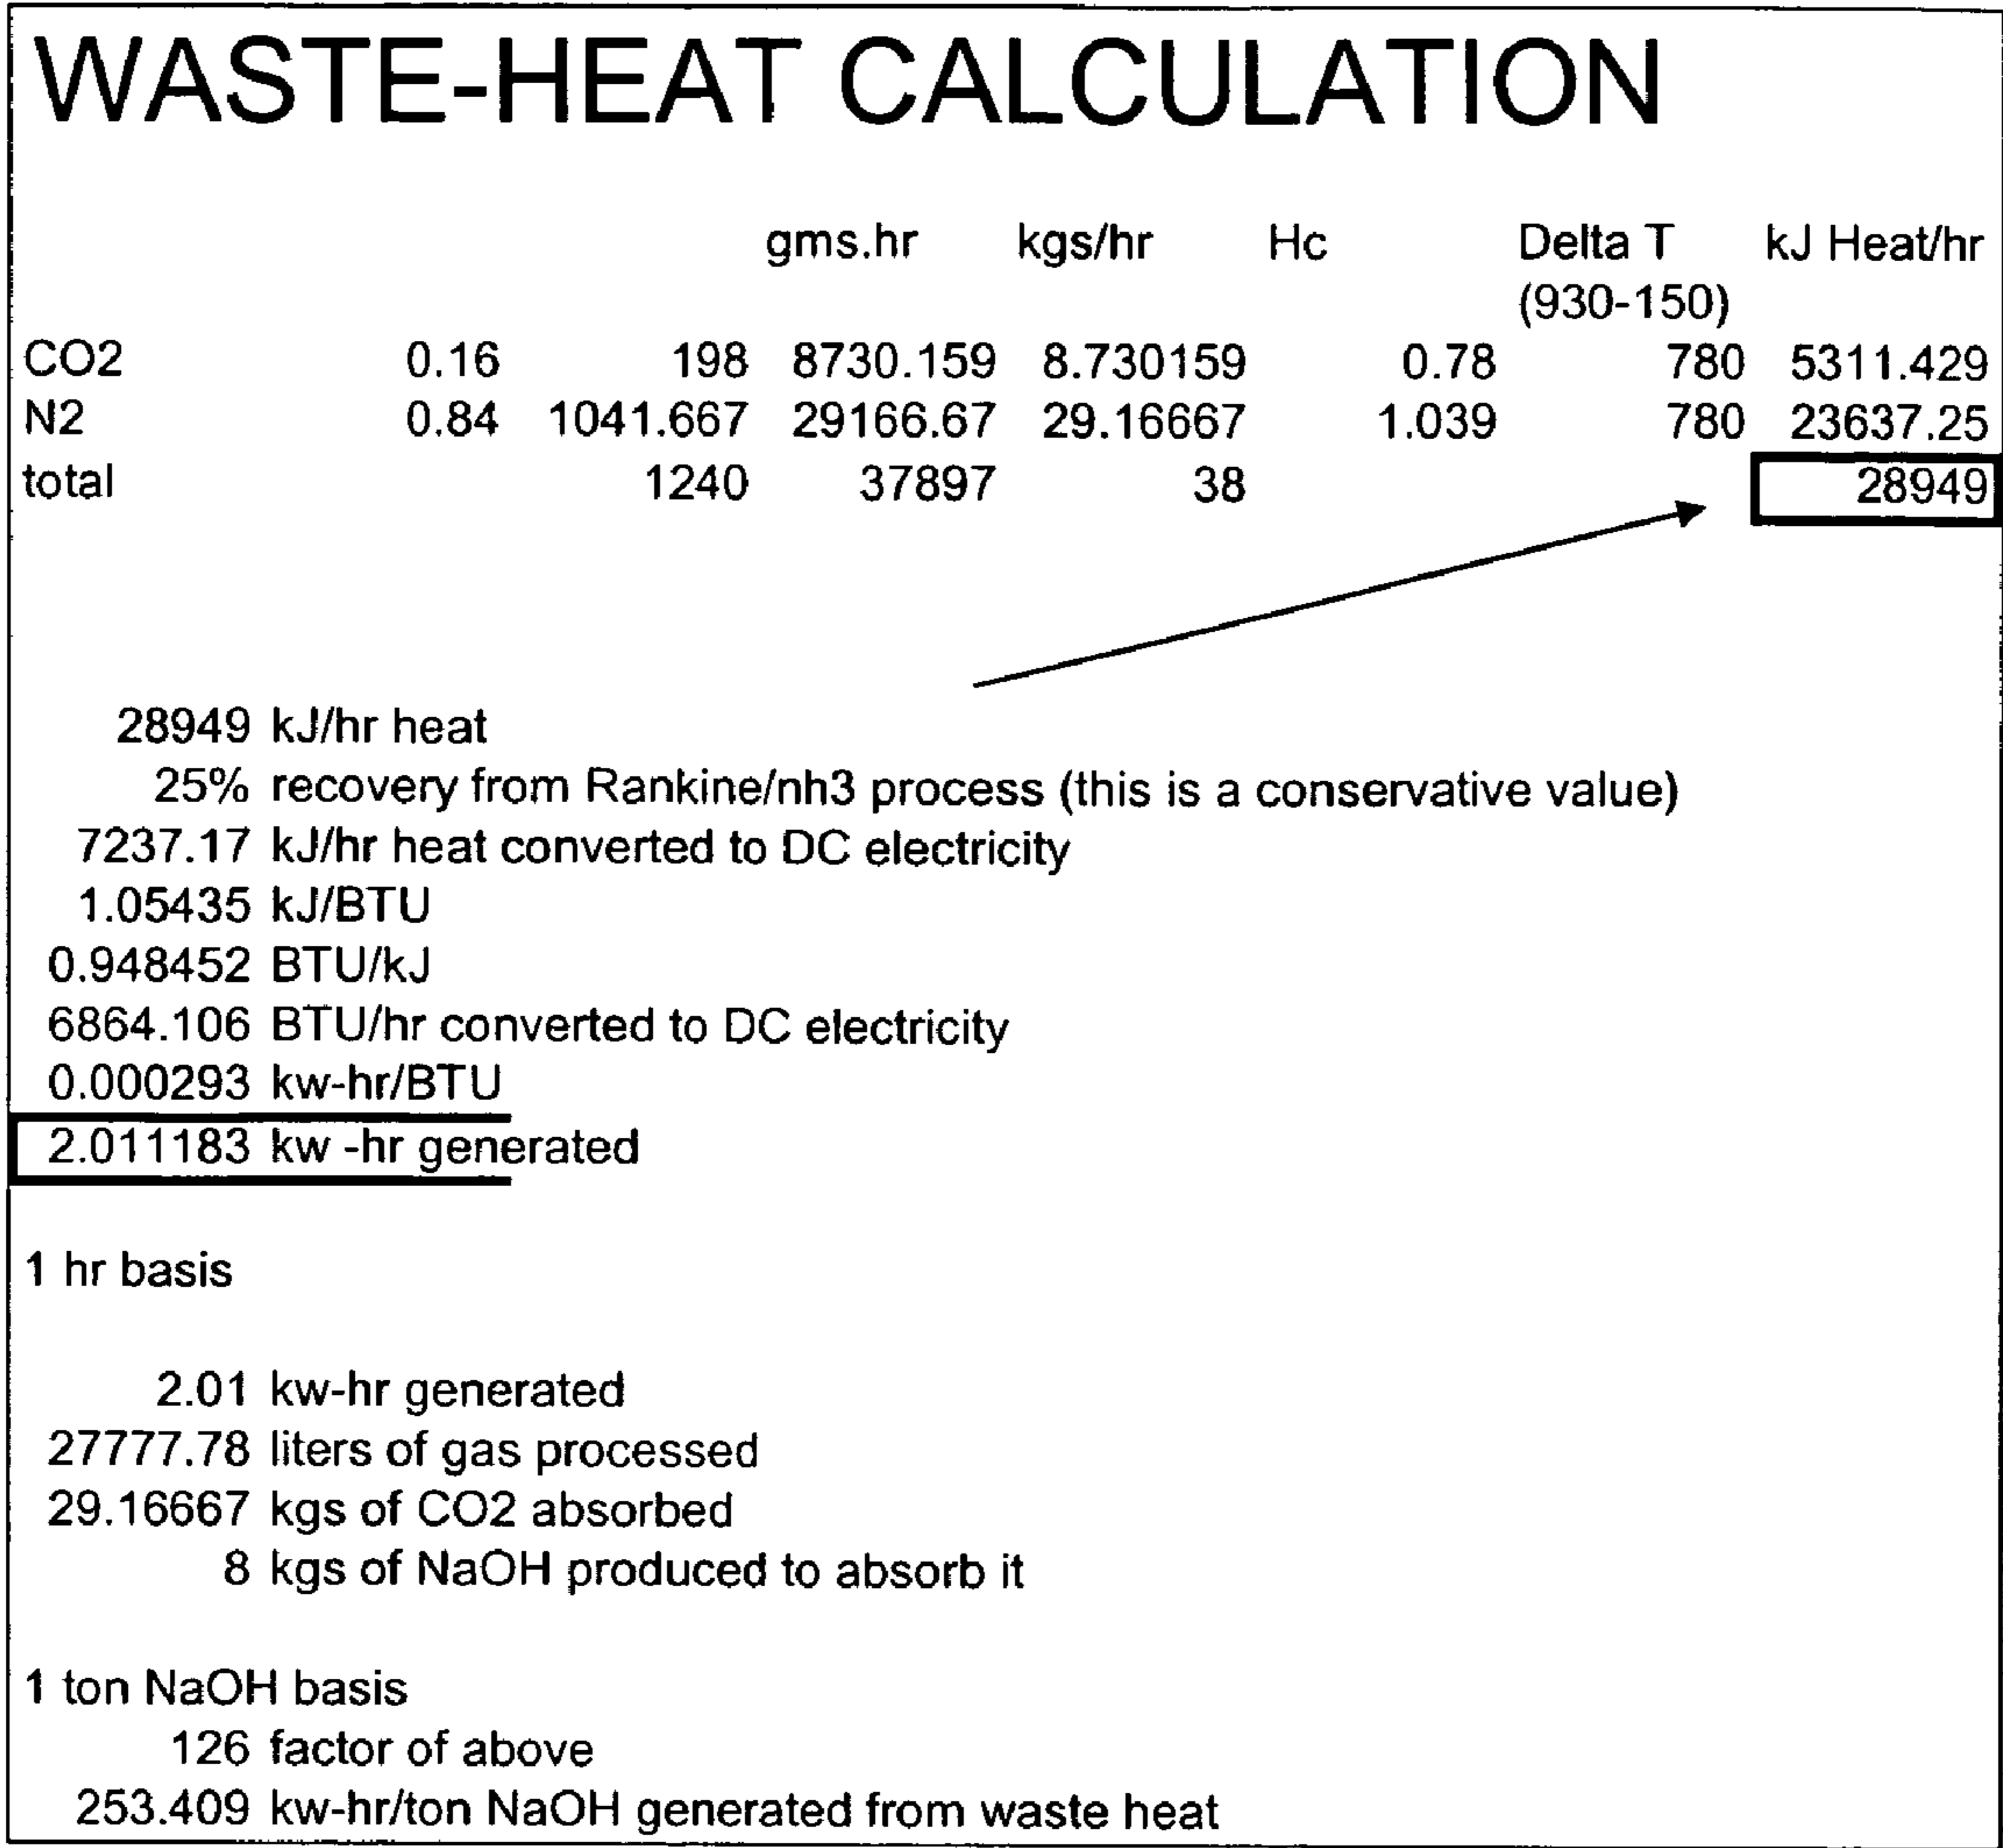 WASTE-HEAT CALCULATION
gms.hr kgs/hr Hc Delta T kJ Heat/hr
(930-150)
CO2 0.16 198 8730.159 8.730159 0.78 780 5311.429
N2 0.84 1041.667 29166.67 29.16667 1.039 780 23637.25
total 1240 37897 38 28949
28949 kJ/hr heat
25% recovery from Rankine/nh3 process (this is a conservative value)
7237.17 kJ/hr heat converted to DC electricity
1.05435 kJ/BTU
0.948452 BTU/kJ
6864.106 BTU/hr converted to DC electricity
0.000293 kw-hr/BTU
2.011183 kw -hr generated
1 hr basis
2.01 kw-hr generated
27777.78 liters of gas processed
29.16667 kgs of CO2 absorbed
8 kgs of NaOH produced to absorb it
1 ton NaOH basis
126 factor of above
253.409 kw-hr/ton NaOH generated from waste heat